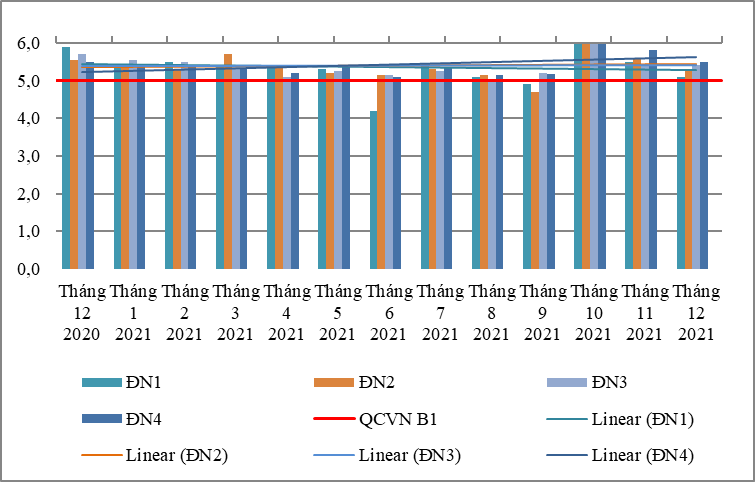 6,0
5,0
4,0
3,0
2,0
1,0
0,0
Tháng 12 2020
Tháng 1 2021
Tháng 2 2021
Tháng 3 2021
Tháng 4 2021
Tháng 5 2021
Tháng 6 2021
Tháng 7 2021
Tháng 8 2021
Tháng 9 2021
Tháng 10 2021
Tháng 11 2021
Tháng 12 2021
ĐN1
ĐN2
ĐN3
ĐN4
QCVN B1
Linear (ĐN1)
Linear (ĐN2)
Linear (ĐN3)
Linear (ĐN4)